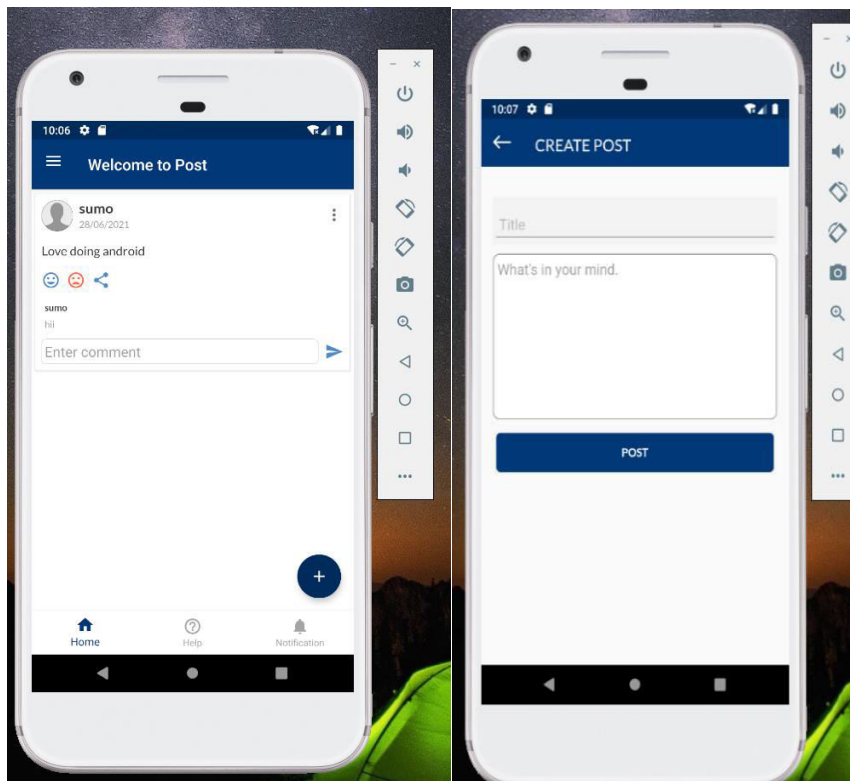 10:06
Welcome to Post
sumo
28/06/2021
Love doing android
sumo
hii
Enter comment
Home
Help
Notification
10:07
CREATE POST
Title
What's in your mind.
POST